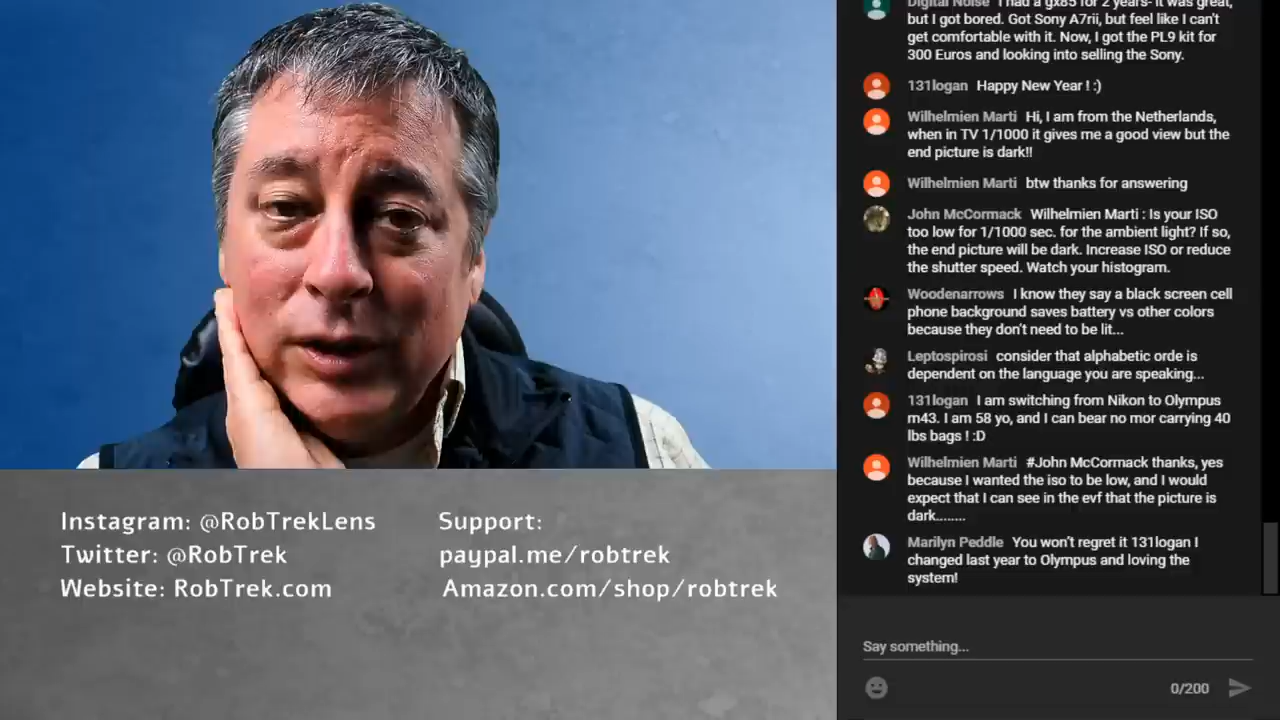 Instagram: @RobTrekLens
Twitter: @RobTrek
Website: RobTrek.com
Support:
paypal.me/robtrek
Amazon.com/shop/robtrek
Digital Noise I had a gx85 for 2 years- it was great,
but I got bored. Got Sony A7rii, but feel like I can't
get comfortable with it. Now, I got the PL9 kit for
300 Euros and looking into selling the Sony.
131logan Happy New Year ! :)
Wilhelmien Marti Hi, I am from the Netherlands,
when in TV 1/1000 it gives me a good view but the
end picture is dark!!
Wilhelmien Marti btw thanks for answering
John McCormack Wilhelmien Marti : Is your ISO
too low for 1/1000 sec. for the ambient light? If so,
the end picture will be dark. Increase ISO or reduce
the shutter speed. Watch your histogram.
Woodenarrows I know they say a black screen cell
phone background saves battery vs other colors
because they don't need to be lit...
Leptospirosi consider that alphabetic orde is
dependent on the language you are speaking...
131logan I am switching from Nikon to Olympus
m43. I am 58 yo, and I can bear no mor carrying 40
lbs bags ! :D
Wilhelmien Marti #John McCormack thanks, yes
because I wanted the iso to be low, and I would
expect that I can see in the evf that the picture is
dark........
Marilyn Peddle You won't regret it 131logan I
changed last year to Olympus and loving the
system!
Say something...
0/200